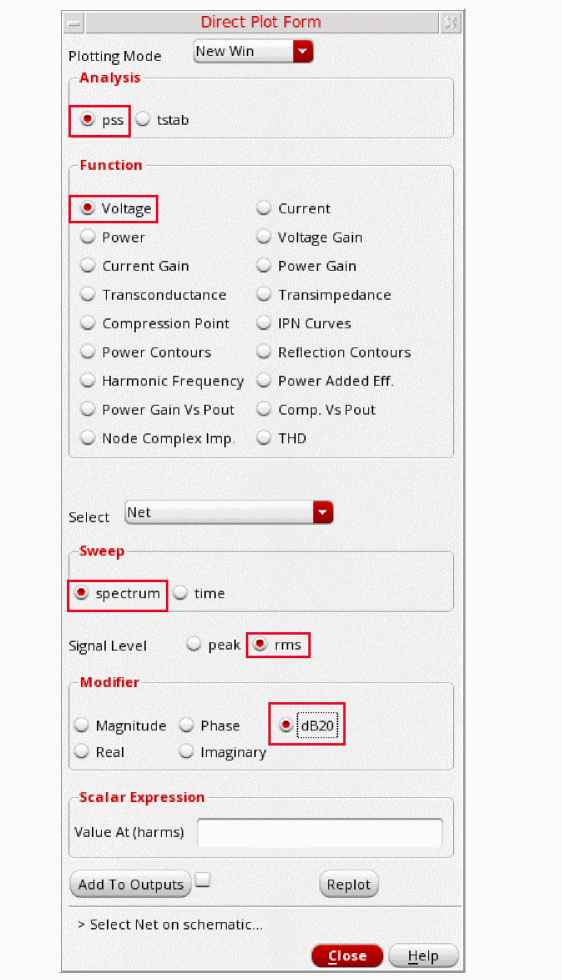 Direct Plot Form
Plotting Mode New Win
Analysis
pss tstab
Function
Voltage Current
Power Voltage Gain
Current Gain Power Gain
Transconductance Transimpedance
Compression Point IPN Curves
Power Contours Reflection Contours
Harmonic Frequency Power Added Eff.
Power Gain Vs Pout Comp. Vs Pout
Node Complex Imp. THD
Select Net
Sweep
spectrum time
Signal Level peak rms
Modifier
Magnitude Phase dB20
Real Imaginary
Scalar Expression
Value At (harms)
Add To Outputs Replot
> Select Net on schematic...
Close Help